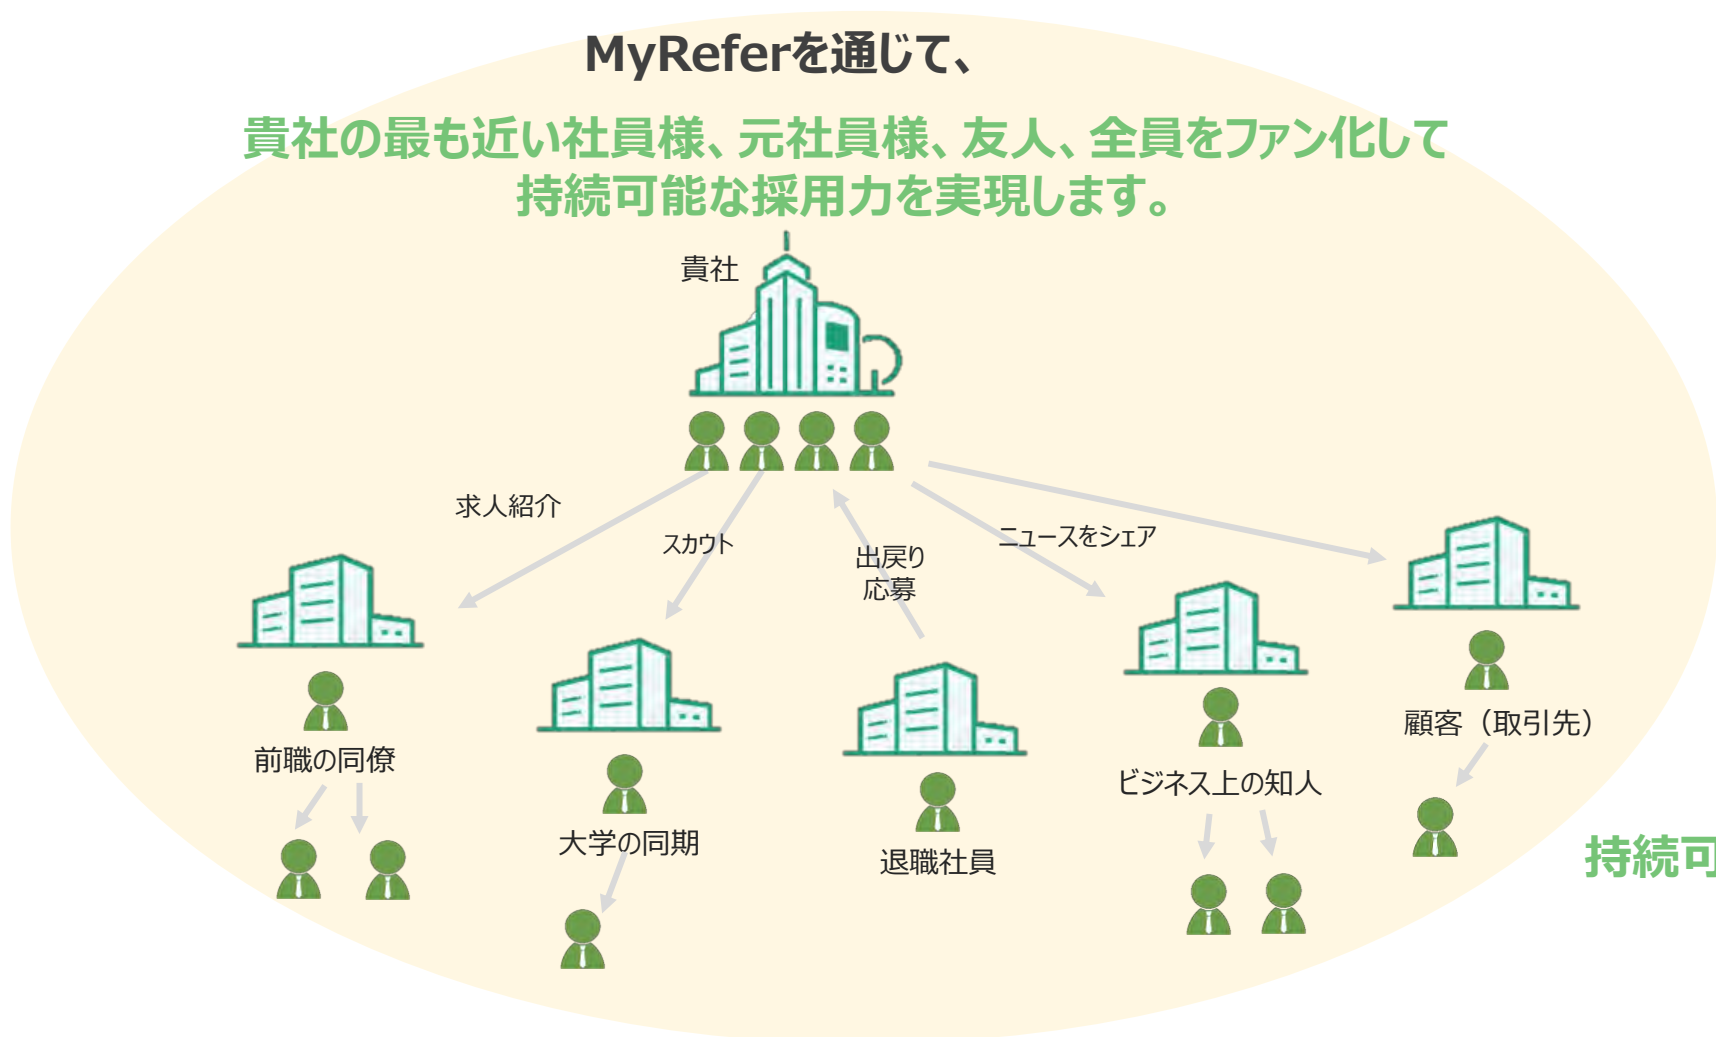 MyReferを通じて、
貴社の最も近い社員様、元社員様、友人、全員をファン化して
持続可能な採用力を実現します。
貴社
求人紹介
スカウト
出戻り
応募
ニュースをシェア
前職の同僚
大学の同期
退職社員
ビジネス上の知人
顧客（取引先）
持続可